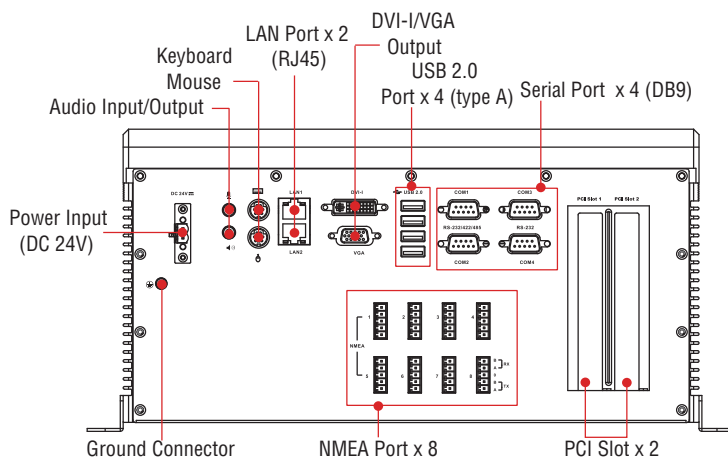 DVI-I/VGA
Output
LAN Port x 2
(RJ45)
Keyboard
Mouse
USB 2.0
Port x 4 (type A)
Serial Port x 4 (DB9)
Audio Input/Output
Power Input
(DC 24V)
DC 24V
LAN1
LAN2
DVI-I
VGA
USB 2.0
COM1
COM3
RS-232/422/485
RS-232
COM2
COM4
PCI Slot 1
PCI Slot 2
1
2
3
4
NMEA
5
6
7
8
RX
TX
Ground Connector
NMEA Port x 8
PCI Slot x 2